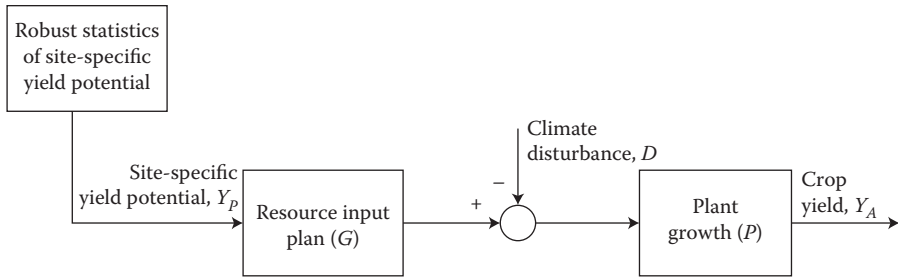 Robust statistics
of site-specific
yield potential
Site-specific
yield potential, Y_P
Resource input
plan (G)
+
−
Climate
disturbance, D
Plant
growth (P)
Crop
yield, Y_A